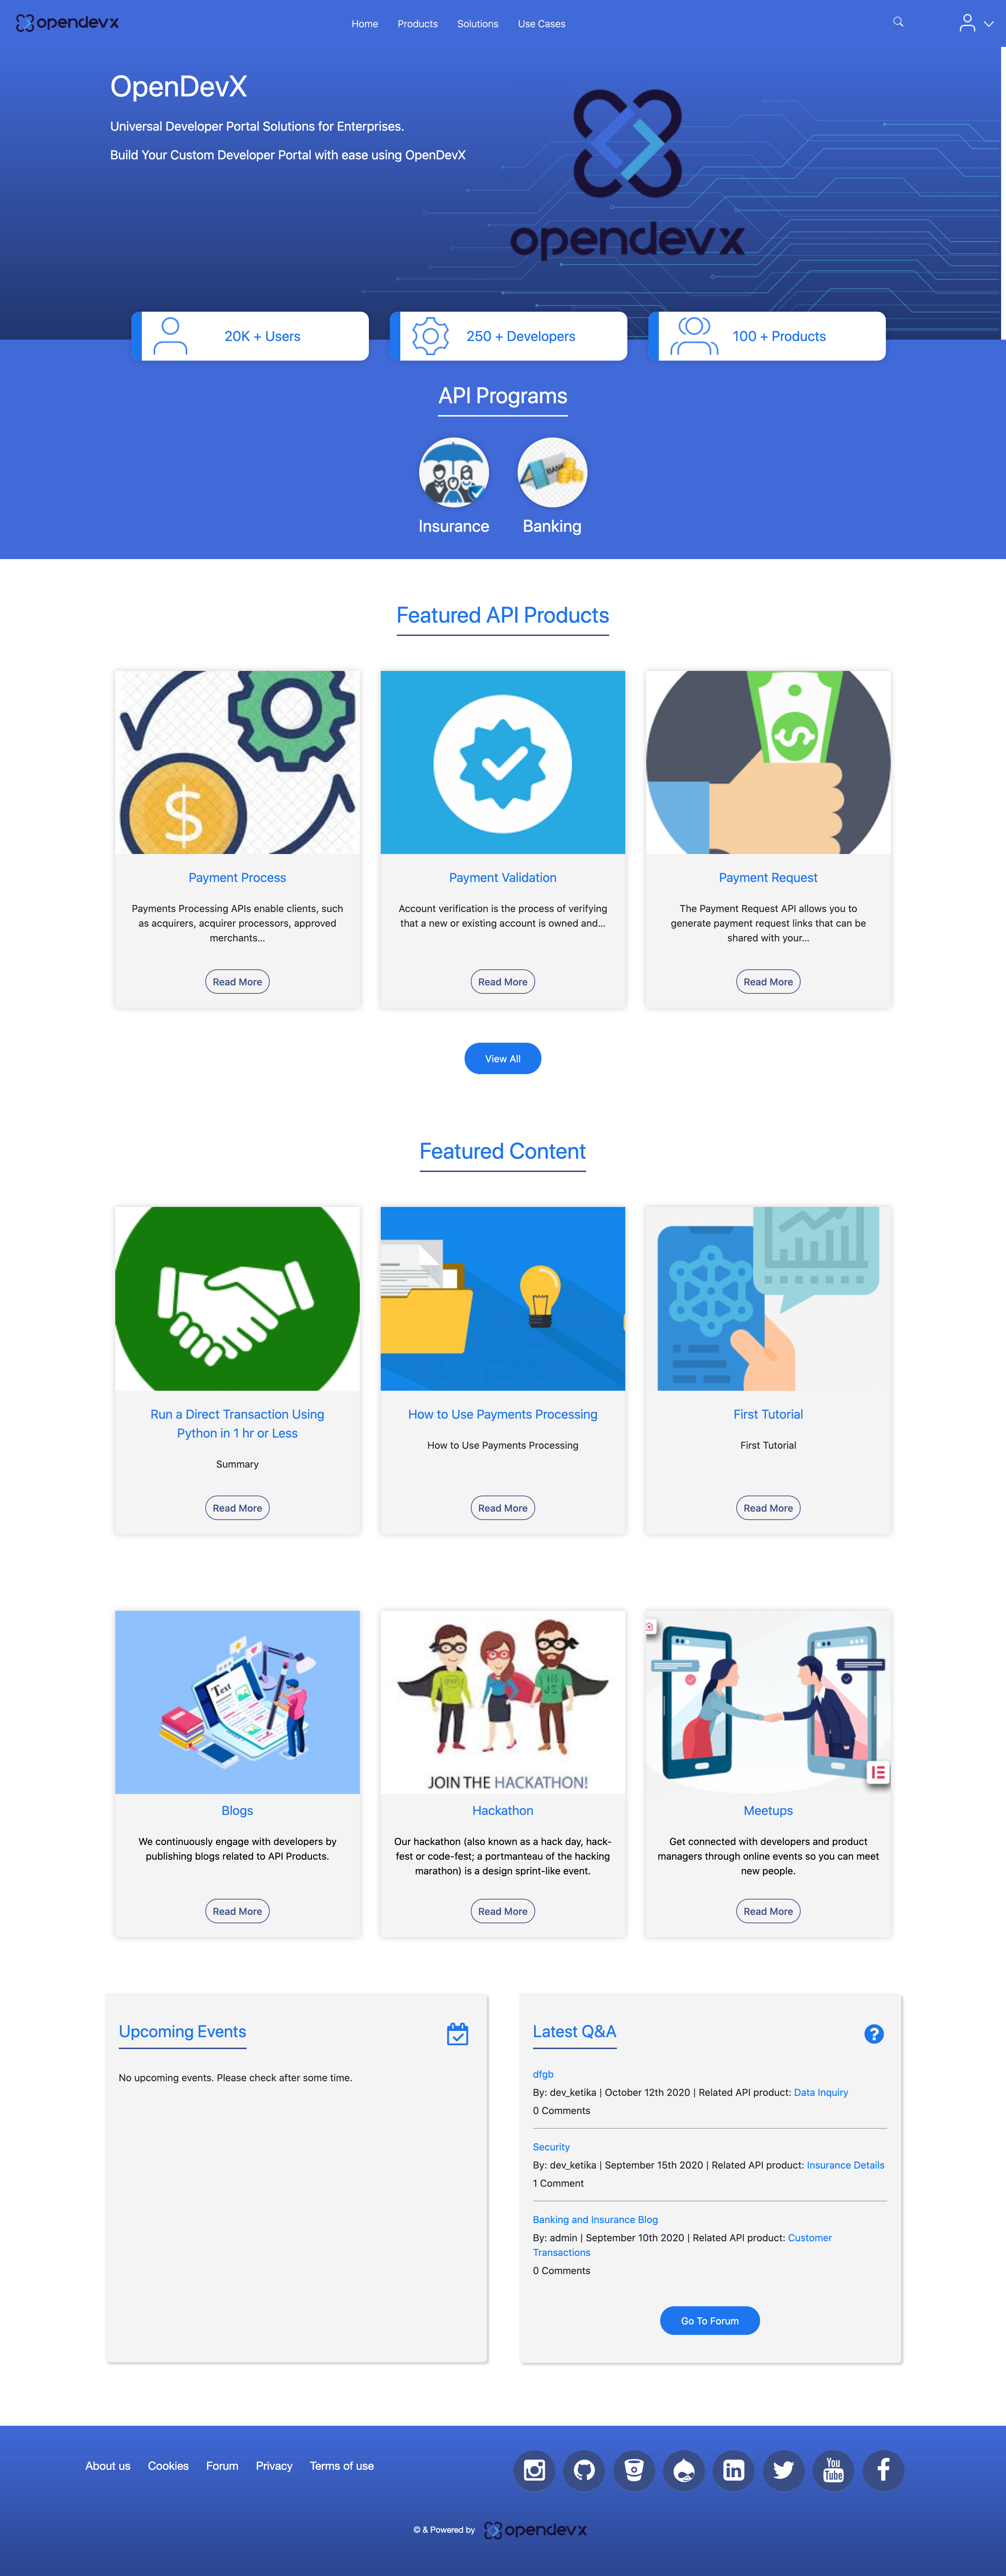 opendevx
Home Products Solutions Use Cases
OpenDevX
Universal Developer Portal Solutions for Enterprises.
Build Your Custom Developer Portal with ease using OpenDevX
opendevx
20K + Users
250 + Developers
100 + Products
API Programs
BANK
Insurance
Banking
Featured API Products
Payment Process
Payments Processing APIs enable clients, such
as acquirers, acquirer processors, approved
merchants...
Read More
Payment Validation
Account verification is the process of verifying
that a new or existing account is owned and...
Read More
Payment Request
The Payment Request API allows you to
generate payment request links that can be
shared with your...
Read More
View All
Featured Content
Run a Direct Transaction Using
Python in 1 hr or Less
Summary
Read More
How to Use Payments Processing
How to Use Payments Processing
Read More
First Tutorial
First Tutorial
Read More
Text
Blogs
We continuously engage with developers by
publishing blogs related to API Products.
Read More
JOIN THE HACKATHON!
Hackathon
Our hackathon (also known as a hack day, hack-
fest or code-fest; a portmanteau of the hacking
marathon) is a design sprint-like event.
Read More
Meetups
Get connected with developers and product
managers through online events so you can meet
new people.
Read More
Upcoming Events
No upcoming events. Please check after some time.
Latest Q&A
dfgb
By: dev_ketika | October 12th 2020 | Related API product: Data Inquiry
0 Comments
Security
By: dev_ketika | September 15th 2020 | Related API product: Insurance Details
1 Comment
Banking and Insurance Blog
By: admin | September 10th 2020 | Related API product: Customer
Transactions
0 Comments
Go To Forum
About us Cookies Forum Privacy Terms of use
You
Tube
© & Powered by opendevx